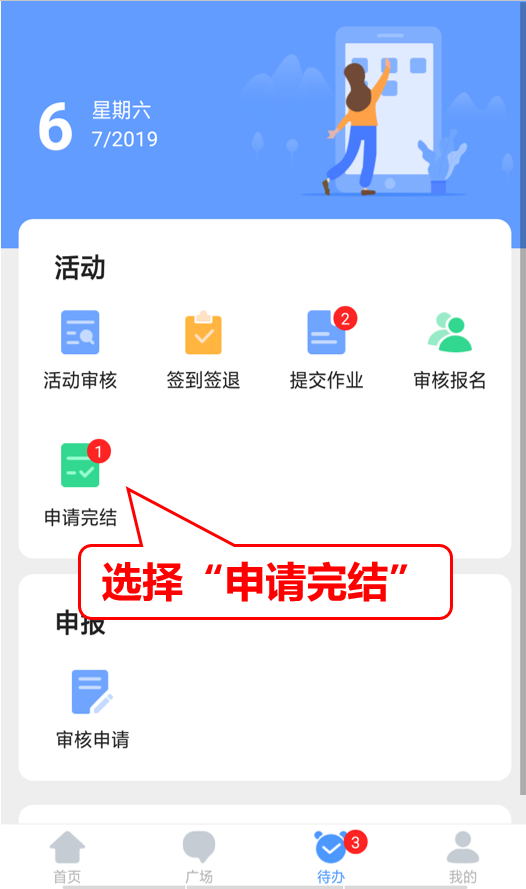 6
星期六
7/2019
活动
2
活动审核
签到签退
提交作业
审核报名
1
申请完结
选择“申请完结”
申报
审核申请
3
首页
广场
待办
我的